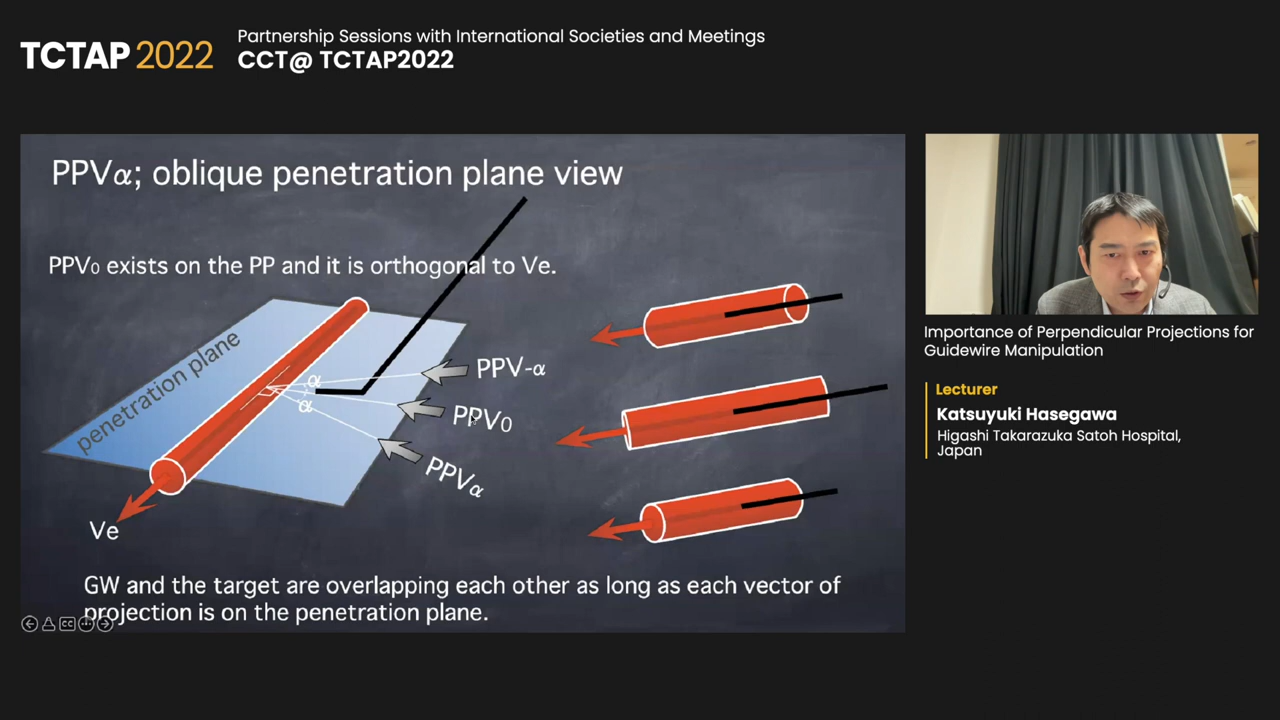 TCTAP 2022
Partnership Sessions with International Societies and Meetings
CCT@ TCTAP2022
PPVα; oblique penetration plane view
PPV0 exists on the PP and it is orthogonal to Ve.
penetration plane
α
α
PPV-α
PPV0
PPVα
Ve
GW and the target are overlapping each other as long as each vector of
projection is on the penetration plane.
CC
Importance of Perpendicular Projections for
Guidewire Manipulation
Lecturer
Katsuyuki Hasegawa
Higashi Takarazuka Satoh Hospital,
Japan